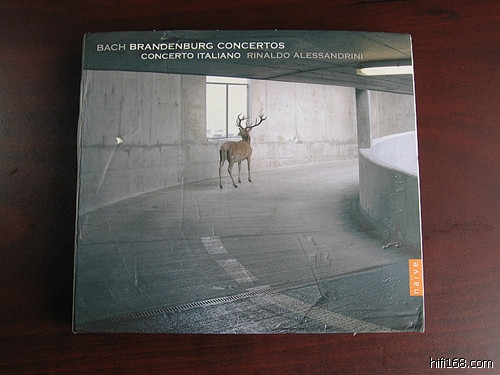 BACH BRANDENBURG CONCERTOS
CONCERTO ITALIANO RINALDO ALESSANDRINI
naïve
hifi168.com